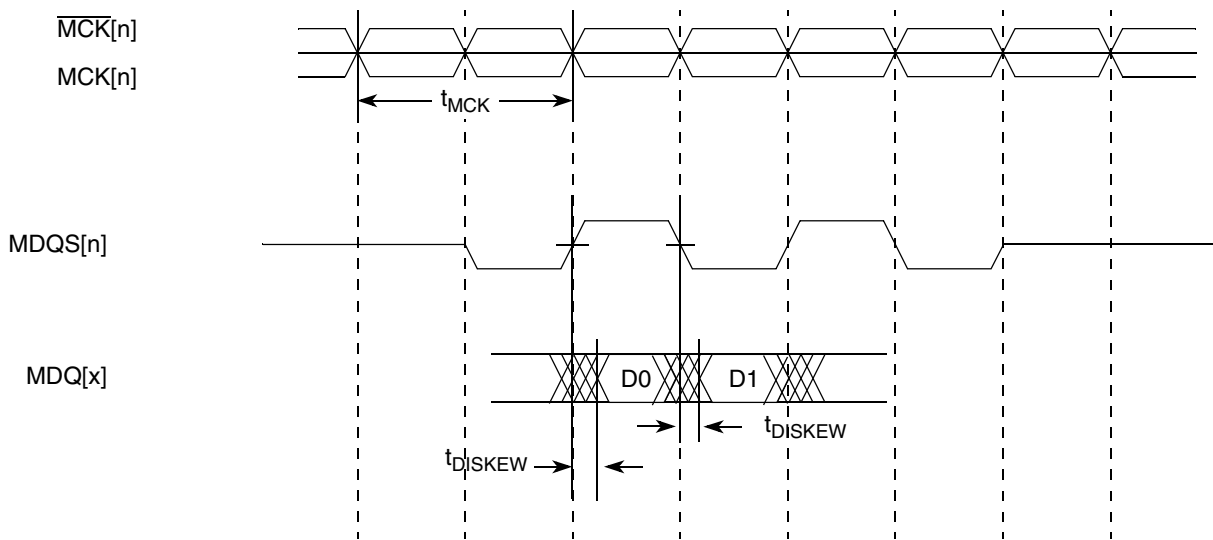 MCK[n]
MCK[n]
tMCK
MDQS[n]
MDQ[x]
D0
D1
tDISKEW
tDISKEW